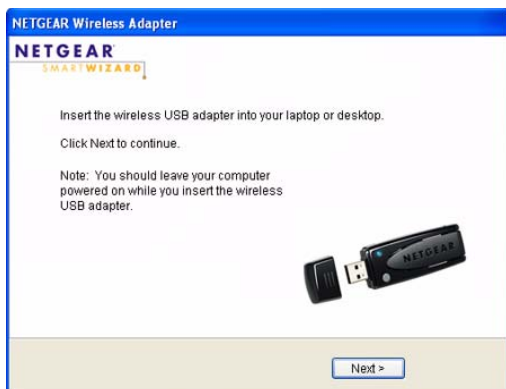 NETGEAR Wireless Adapter
NETGEAR
SMARTWIZARD
Insert the wireless USB adapter into your laptop or desktop.
Click Next to continue.
Note: You should leave your computer
powered on while you insert the wireless
USB adapter.
NETGEAR
Next >